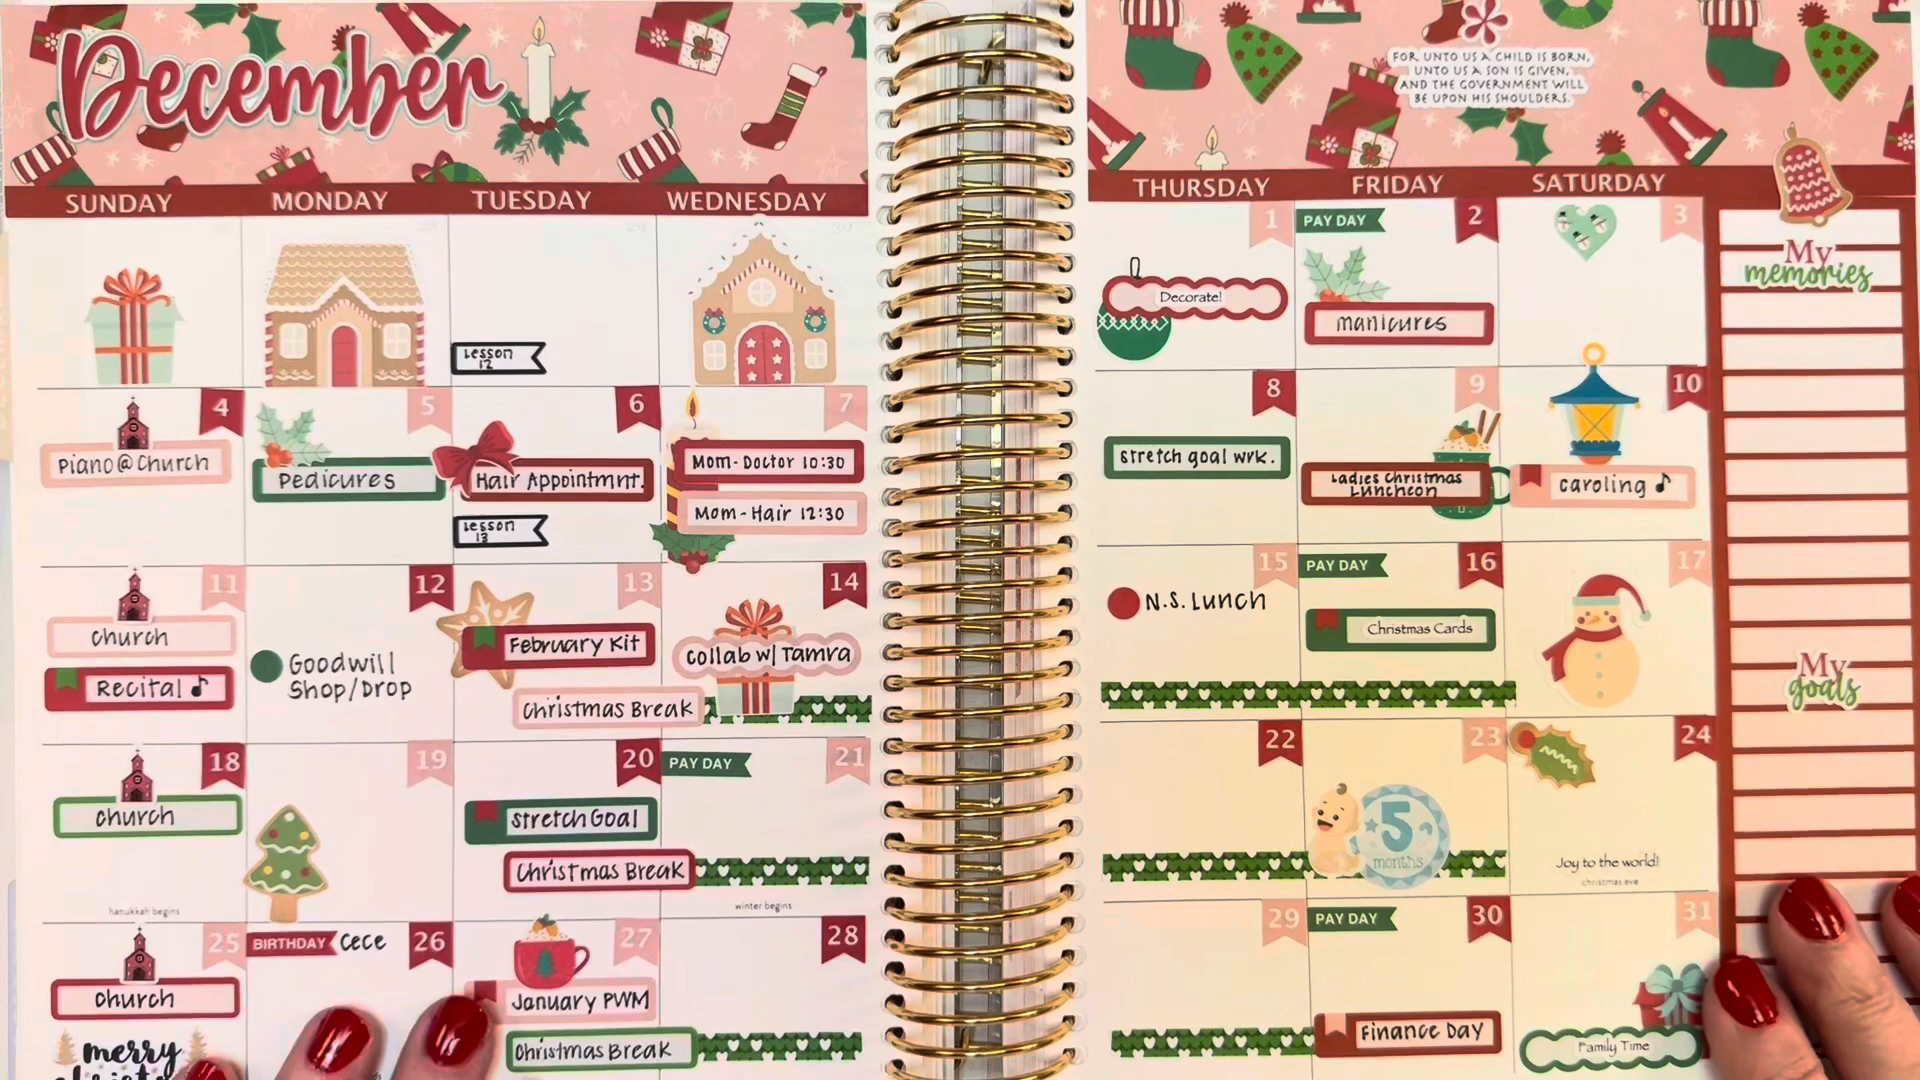 December
FOR UNTO US A CHILD IS BORN,
UNTO US A SON IS GIVEN,
AND THE GOVERNMENT WILL
BE UPON HIS SHOULDERS.
SUNDAY MONDAY TUESDAY WEDNESDAY THURSDAY FRIDAY SATURDAY
1 PAY DAY 2 3
My
memories
Decorate!
manicures
Lesson
12
4 5 6 7 8 9 10
Piano @ Church
Pedicures
Hair Appointmnt.
Lesson
13
Mom-Doctor 10:30
Mom-Hair 12:30
stretch goal wrk.
Ladies Christmas
Luncheon
caroling
11 12 13 14 15 PAY DAY 16 17
church
Recital
Goodwill
Shop/Drop
February Kit
Christmas Break
collab w/ Tamra
N.S. Lunch
Christmas Cards
My
goals
18 19 20 PAY DAY 21 22 23 24
church
hanukkah begins
stretch Goal
Christmas Break
winter begins
5
months
Joy to the world!
christmas eve
25 BIRTHDAY Cece 26 27 28 29 PAY DAY 30 31
church
merry
January PWM
Christmas Break
Finance Day
Family Time